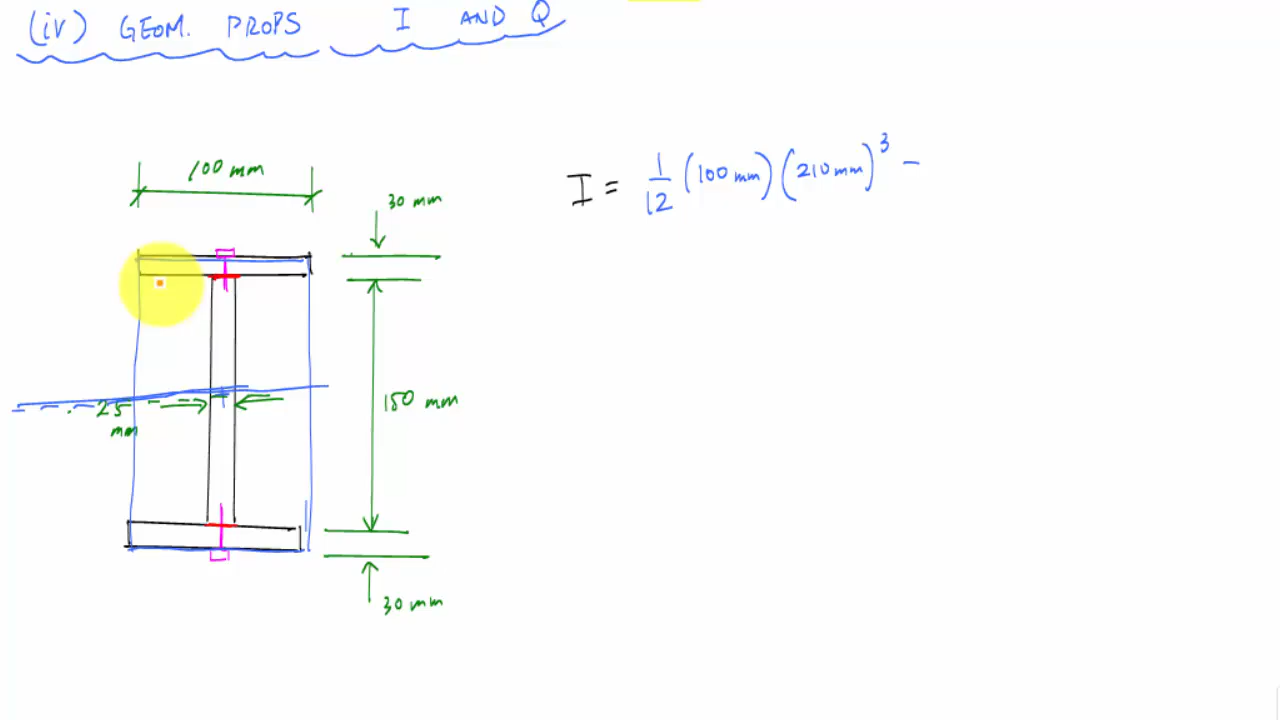 (iv) GEOM. PROPS I AND Q
100 mm
30 mm
I = 1/12 (100 mm) (210 mm)³ −
25
mm
150 mm
30 mm